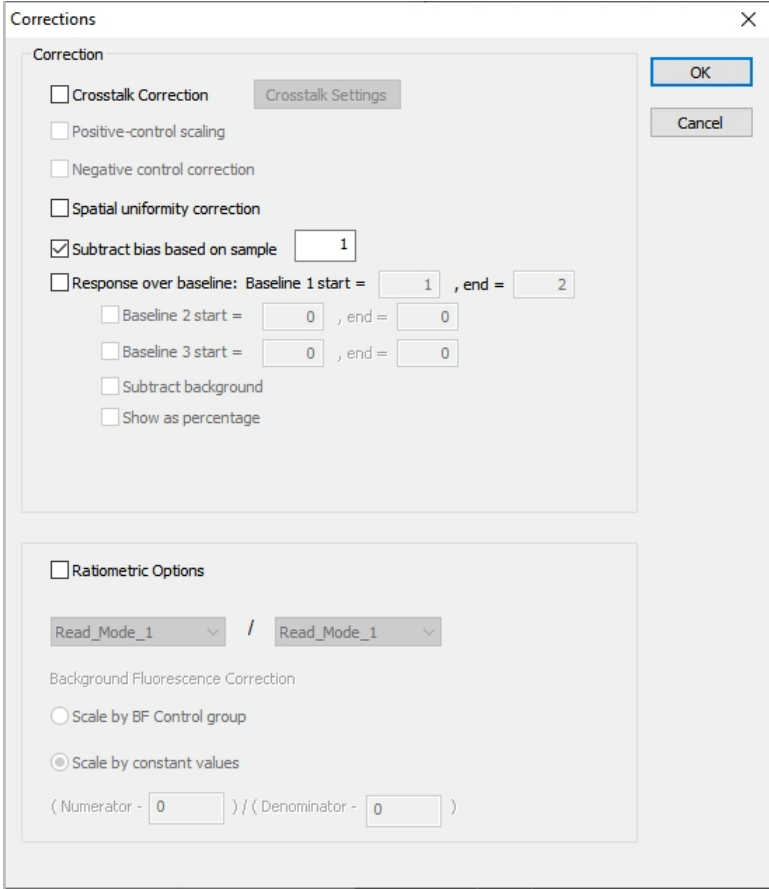 Corrections
Correction
OK
Crosstalk Correction Crosstalk Settings
Cancel
Positive-control scaling
Negative control correction
Spatial uniformity correction
Subtract bias based on sample 1
Response over baseline: Baseline 1 start = 1 , end = 2
Baseline 2 start = 0 , end = 0
Baseline 3 start = 0 , end = 0
Subtract background
Show as percentage
Ratiometric Options
Read_Mode_1 / Read_Mode_1
Background Fluorescence Correction
Scale by BF Control group
Scale by constant values
( Numerator - 0 ) / ( Denominator - 0 )